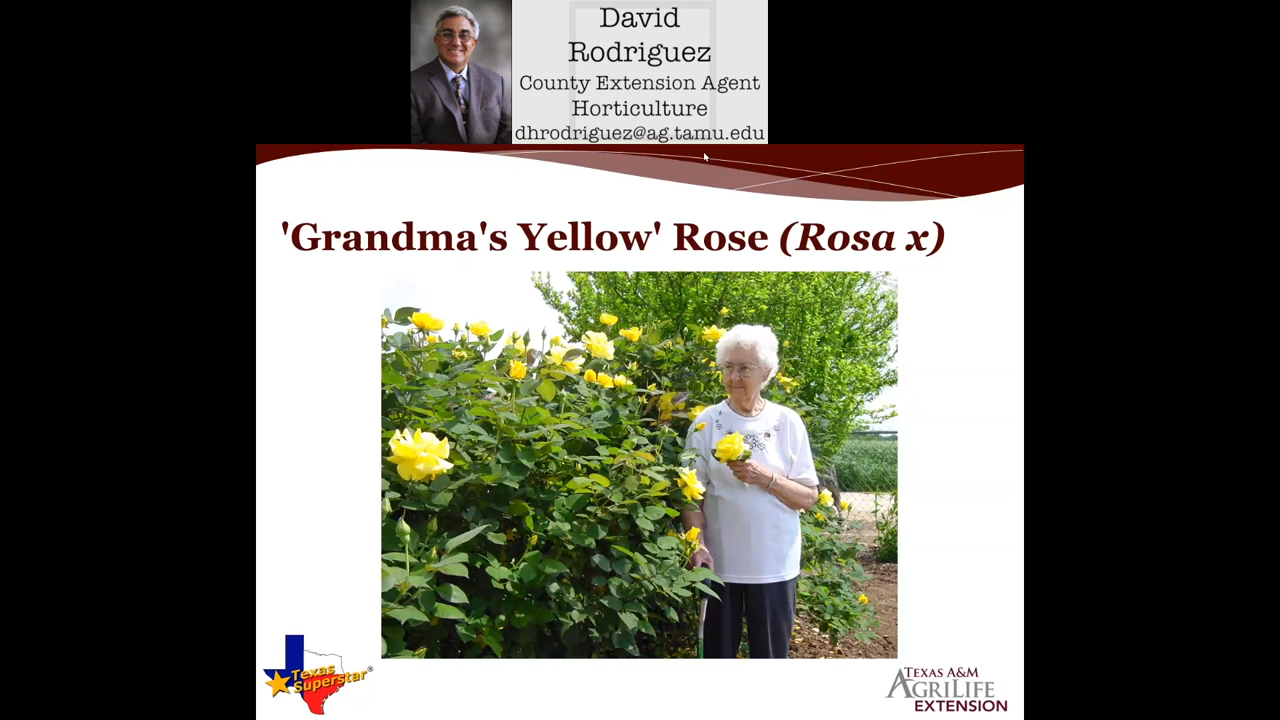 David
Rodriguez
County Extension Agent
Horticulture
dhrodriguez@ag.tamu.edu
'Grandma's Yellow' Rose (Rosa x)
Texas
Superstar®
TEXAS A&M
AGRILIFE
EXTENSION